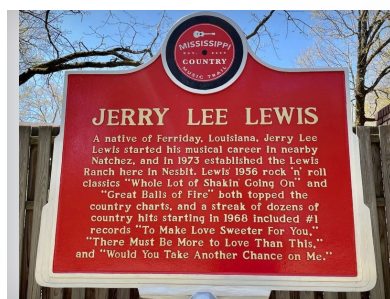 MISSISSIPPI
COUNTRY
MUSIC TRAIL
JERRY LEE LEWIS
A native of Ferriday, Louisiana, Jerry Lee
Lewis started his musical career in nearby
Natchez, and in 1973 established the Lewis
Ranch here in Nesbit. Lewis' 1956 rock 'n' roll
classics "Whole Lot of Shakin' Going On" and
"Great Balls of Fire" both topped the
country charts, and a streak of dozens of
country hits starting in 1968 included #1
records "To Make Love Sweeter For You,"
"There Must Be More to Love Than This,"
and "Would You Take Another Chance on Me."